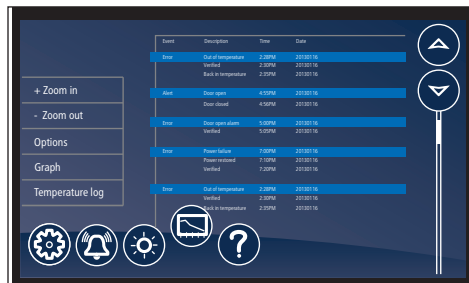 Event Description Time Date
Error Out of temperature 2:28PM 20130116
Verified 2:30PM 20130116
Back in temperature 2:35PM 20130116
Alert Door open 4:55PM 20130116
Door closed 4:56PM 20130116
Error Door open alarm 5:00PM 20130116
Verified 5:05PM 20130116
Error Power failure 7:00PM 20130116
Power restored 7:10PM 20130116
Verified 7:20PM 20130116
Error Out of temperature 2:28PM 20130116
Verified 2:30PM 20130116
Back in temperature 2:35PM 20130116
+ Zoom in
- Zoom out
Options
Graph
Temperature log
?